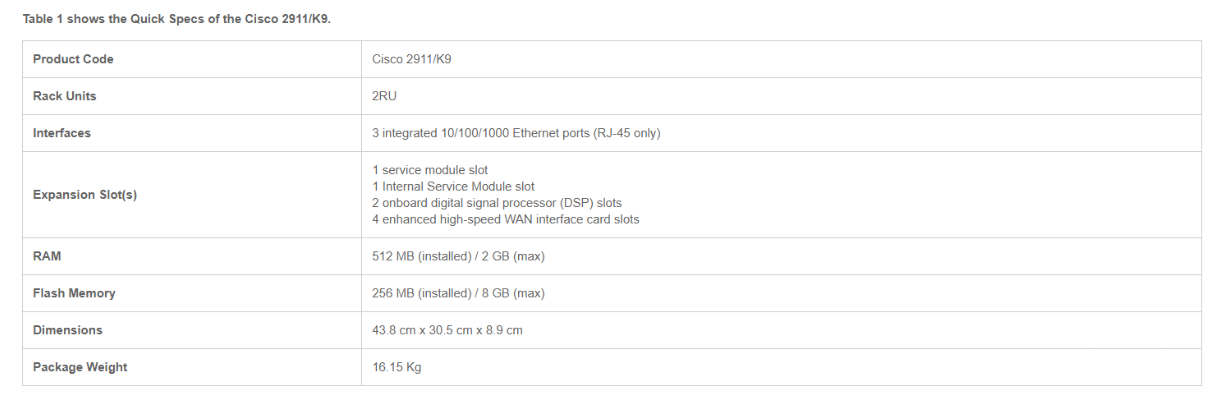 Table 1 shows the Quick Specs of the Cisco 2911/K9.
Product Code
Cisco 2911/K9
Rack Units
2RU
Interfaces
3 integrated 10/100/1000 Ethernet ports (RJ-45 only)
Expansion Slot(s)
1 service module slot
1 Internal Service Module slot
2 onboard digital signal processor (DSP) slots
4 enhanced high-speed WAN interface card slots
RAM
512 MB (installed) / 2 GB (max)
Flash Memory
256 MB (installed) / 8 GB (max)
Dimensions
43.8 cm x 30.5 cm x 8.9 cm
Package Weight
16.15 Kg